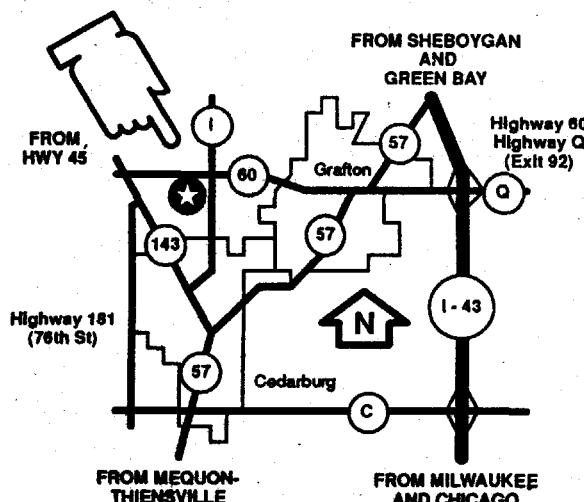 FROM SHEBOYGAN
AND
GREEN BAY
Highway 60
Highway Q
(Exit 92)
FROM
HWY 45
I
57
Grafton
60
Q
143
57
Highway 181
(76th St)
N
I - 43
57
Cedarburg
C
FROM MEQUON-
THIENSVILLE
FROM MILWAUKEE
AND CHICAGO